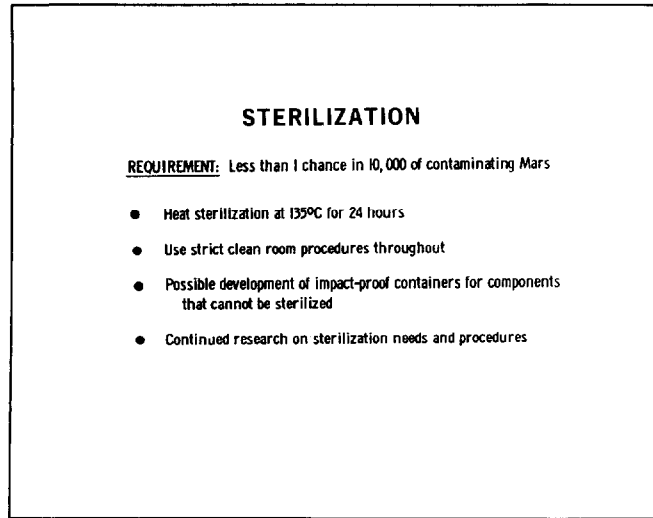 STERILIZATION
REQUIREMENT: Less than 1 chance in 10,000 of contaminating Mars
● Heat sterilization at 135ºC for 24 hours
● Use strict clean room procedures throughout
● Possible development of impact-proof containers for components
that cannot be sterilized
● Continued research on sterilization needs and procedures